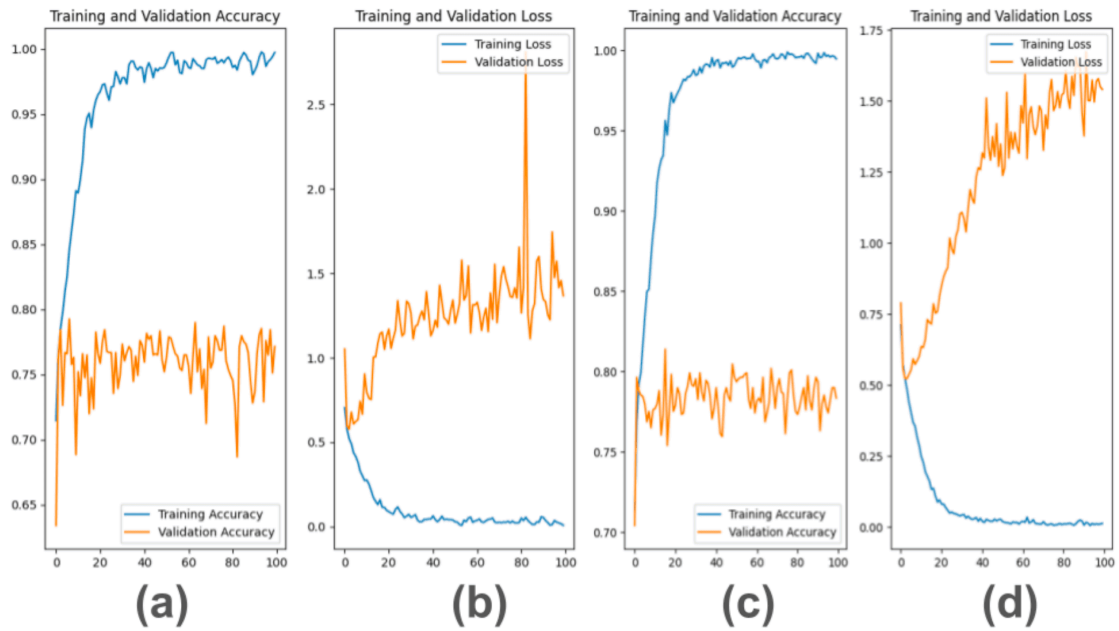 Training and Validation Accuracy
1.00
0.95
0.90
0.85
0.80
0.75
0.70
0.65
0 20 40 60 80 100
Training Accuracy
Validation Accuracy
(a)
Training and Validation Loss
Training Loss
Validation Loss
2.5
2.0
1.5
1.0
0.5
0.0
0 20 40 60 80 100
(b)
Training and Validation Accuracy
1.00
0.95
0.90
0.85
0.80
0.75
0.70
0 20 40 60 80 100
Training Accuracy
Validation Accuracy
(c)
Training and Validation Loss
1.75
Training Loss
Validation Loss
1.50
1.25
1.00
0.75
0.50
0.25
0.00
0 20 40 60 80 100
(d)